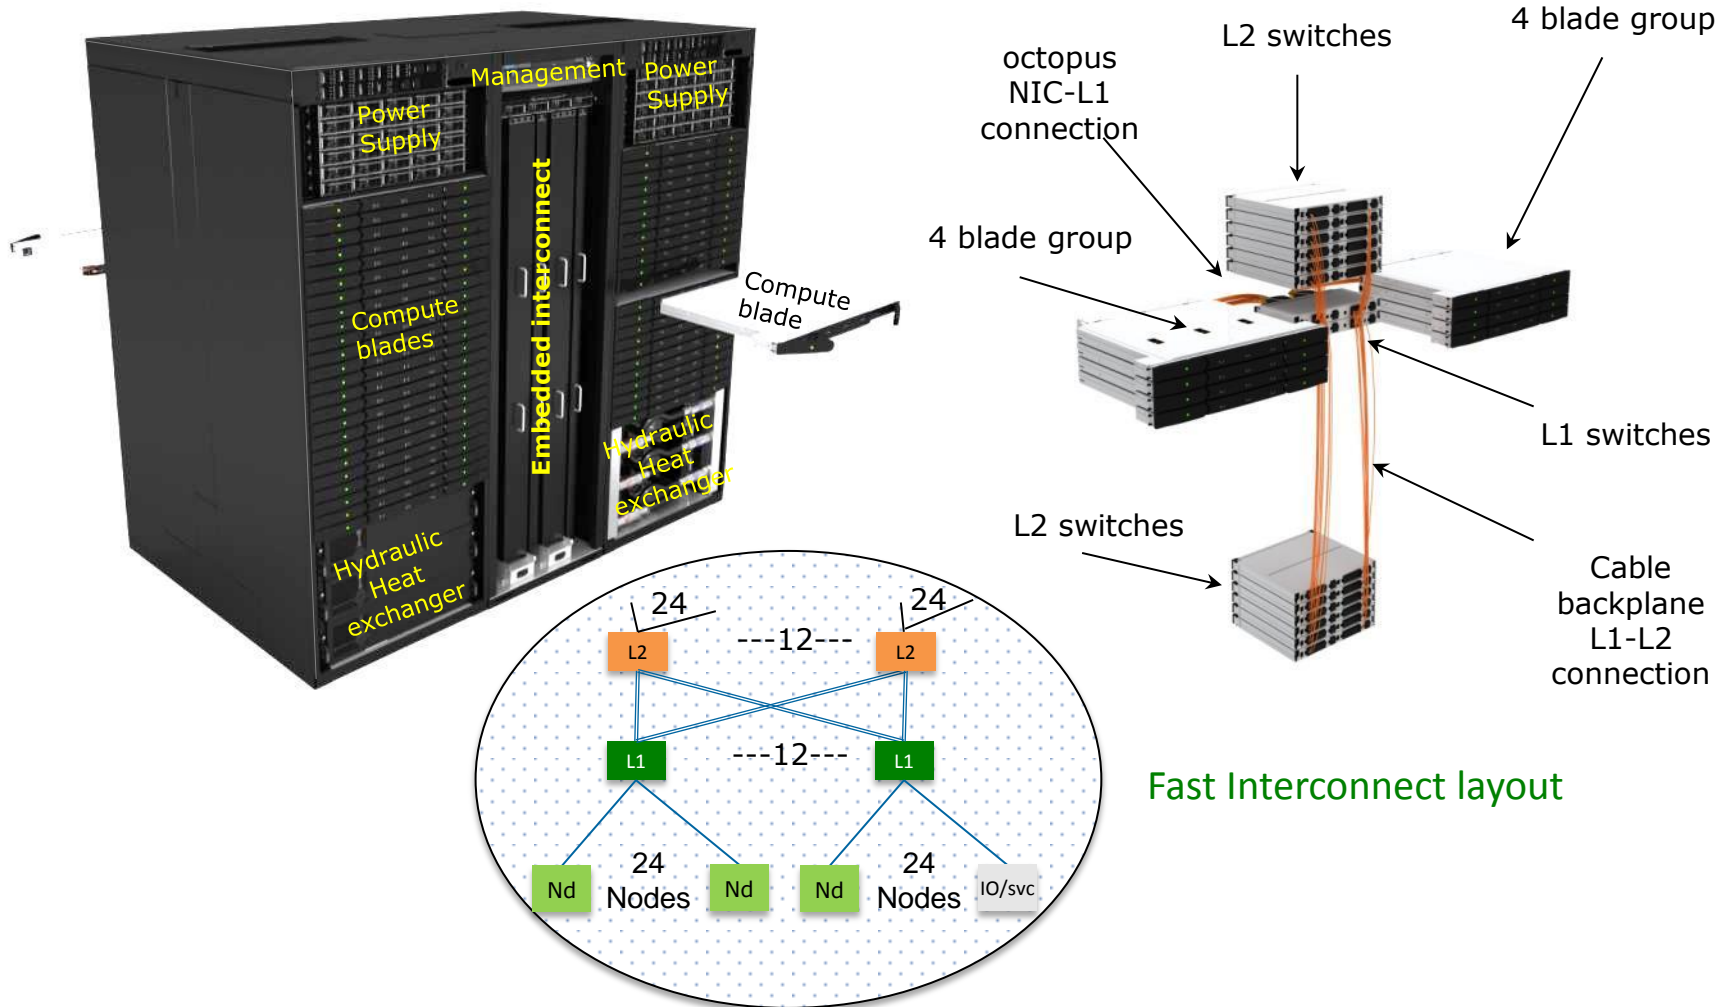 Management
Power
Supply
Power
Supply
Compute
blades
Embedded interconnect
Compute
blade
Hydraulic
Heat
exchanger
Hydraulic
Heat
exchanger
octopus
NIC-L1
connection
L2 switches
4 blade group
4 blade group
L1 switches
L2 switches
Cable
backplane
L1-L2
connection
24
24
L2
---12---
L2
L1
---12---
L1
Nd
24
Nodes
Nd
Nd
24
Nodes
IO/svc
Fast Interconnect layout